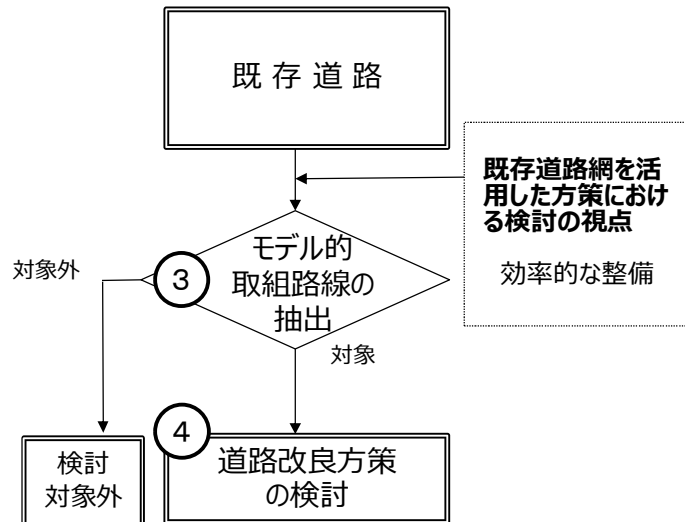 既存道路
既存道路網を活
用した方策におけ
る検討の視点
効率的な整備
③
モデル的
取組路線の
抽出
対象外
対象
検討
対象外
④
道路改良方策
の検討